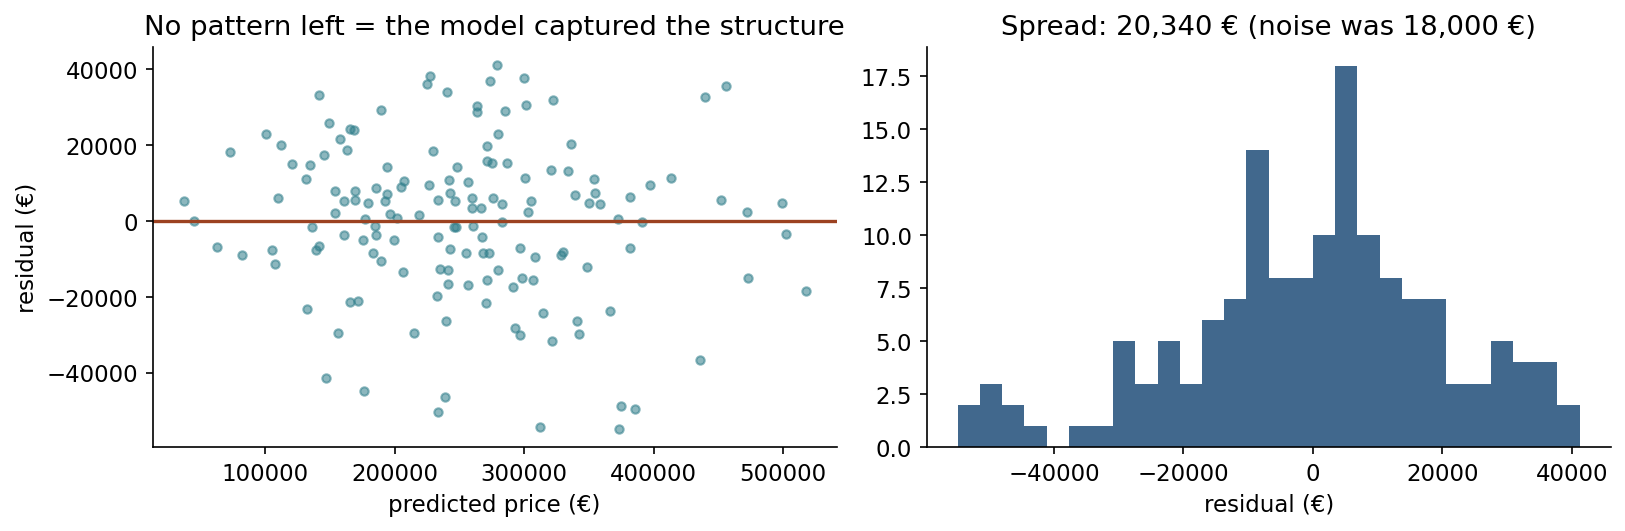 No pattern left = the model captured the structure
40000
20000
0
−20000
−40000
residual (€)
100000 200000 300000 400000 500000
predicted price (€)
Spread: 20,340 € (noise was 18,000 €)
17.5
15.0
12.5
10.0
7.5
5.0
2.5
0.0
−40000 −20000 0 20000 40000
residual (€)